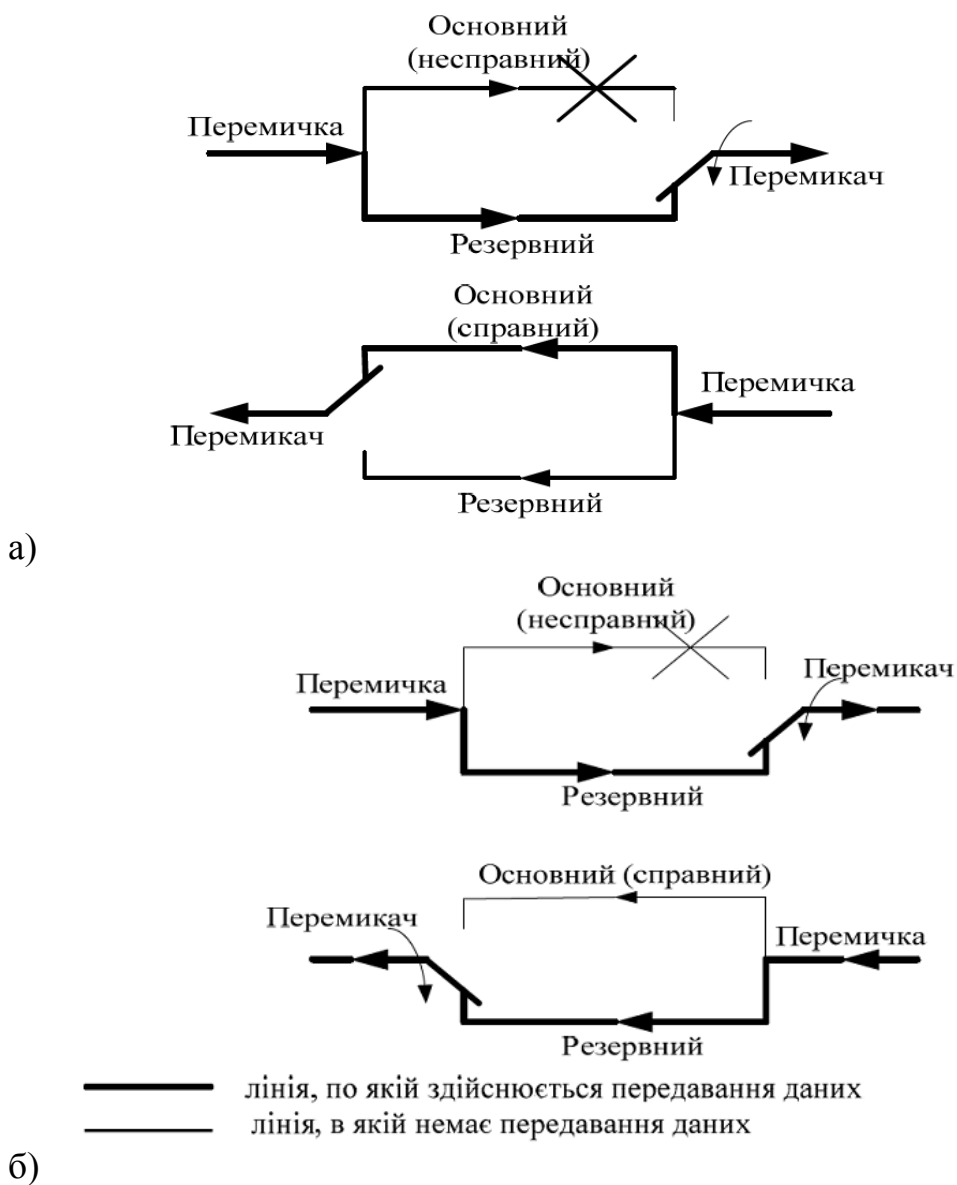 Основний
(несправний)
Перемичка
Перемикач
Резервний
Основний
(справний)
Перемичка
Перемикач
Резервний
а)
Основний
(несправний)
Перемикач
Перемичка
Резервний
Основний (справний)
Перемикач
Перемичка
Резервний
лінія, по якій здійснюється передавання даних
лінія, в якій немає передавання даних
б)